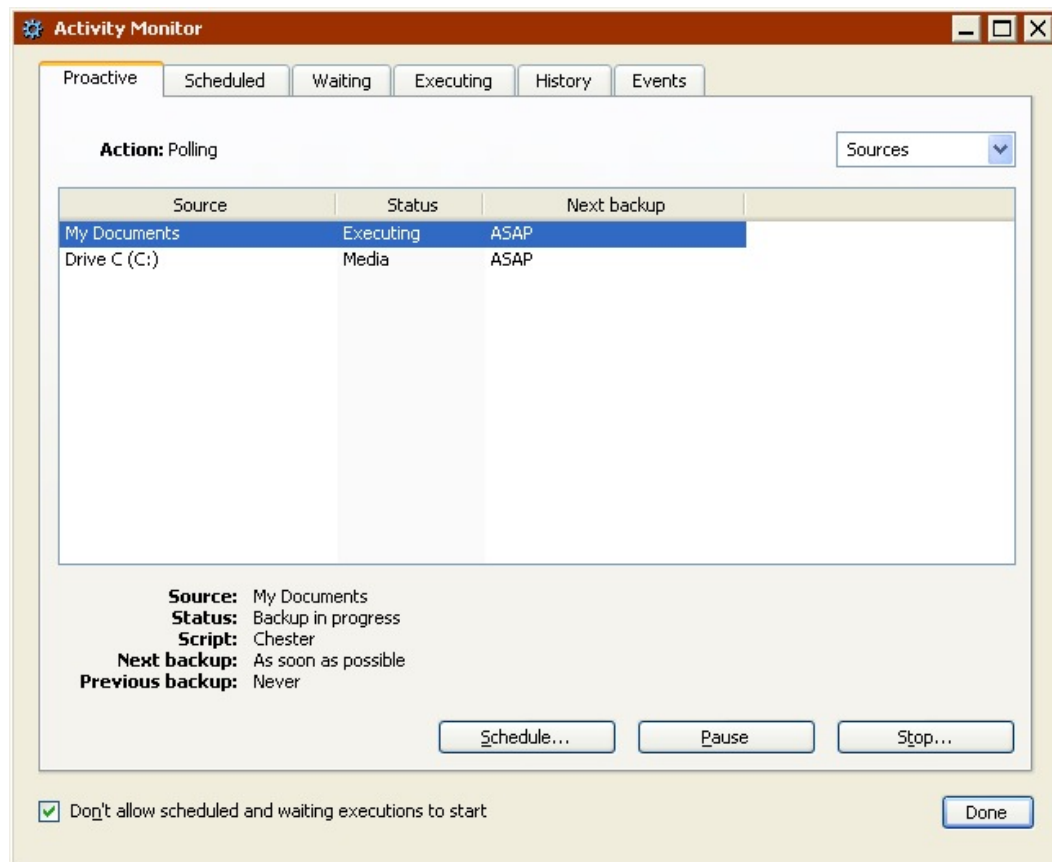 Activity Monitor
Proactive Scheduled Waiting Executing History Events
Action: Polling Sources
Source Status Next backup
My Documents Executing ASAP
Drive C (C:) Media ASAP
Source: My Documents
Status: Backup in progress
Script: Chester
Next backup: As soon as possible
Previous backup: Never
Schedule... Pause Stop...
Don't allow scheduled and waiting executions to start Done